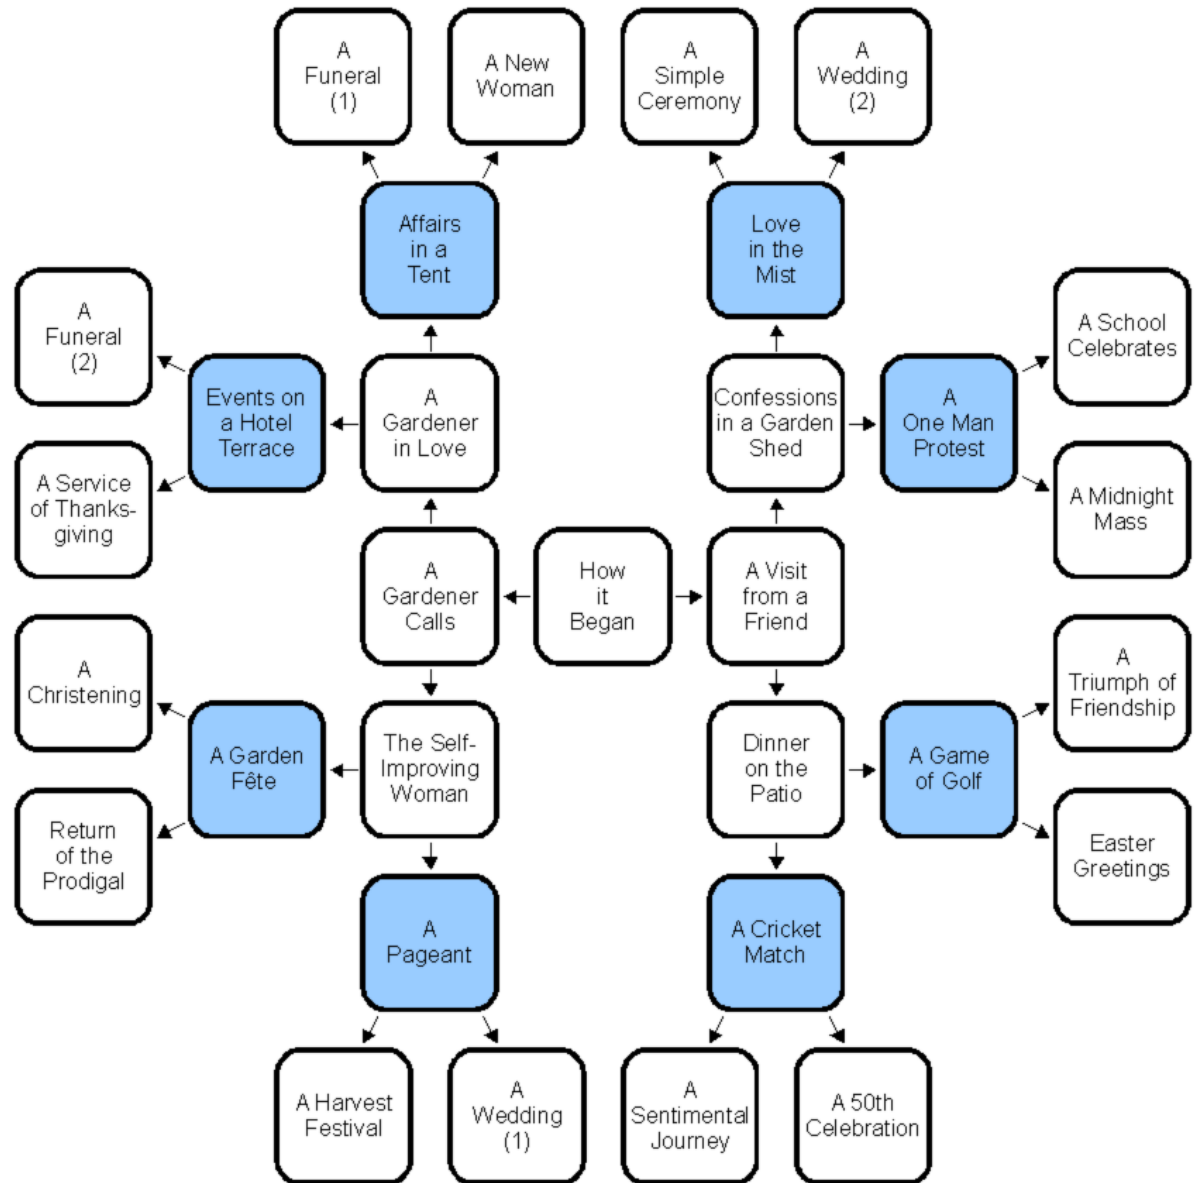 A
Funeral
(1)
A New
Woman
A
Simple
Ceremony
A
Wedding
(2)
Affairs
in a
Tent
Love
in the
Mist
A
Funeral
(2)
A School
Celebrates
Events on
a Hotel
Terrace
A
Gardener
in Love
Confessions
in a Garden
Shed
A
One Man
Protest
A Service
of Thanks-
giving
A Midnight
Mass
A
Gardener
Calls
How
it
Began
A Visit
from a
Friend
A
Christening
A
Triumph of
Friendship
A Garden
Fête
The Self-
Improving
Woman
Dinner
on the
Patio
A Game
of Golf
Return
of the
Prodigal
Easter
Greetings
A
Pageant
A Cricket
Match
A Harvest
Festival
A
Wedding
(1)
A
Sentimental
Journey
A 50th
Celebration